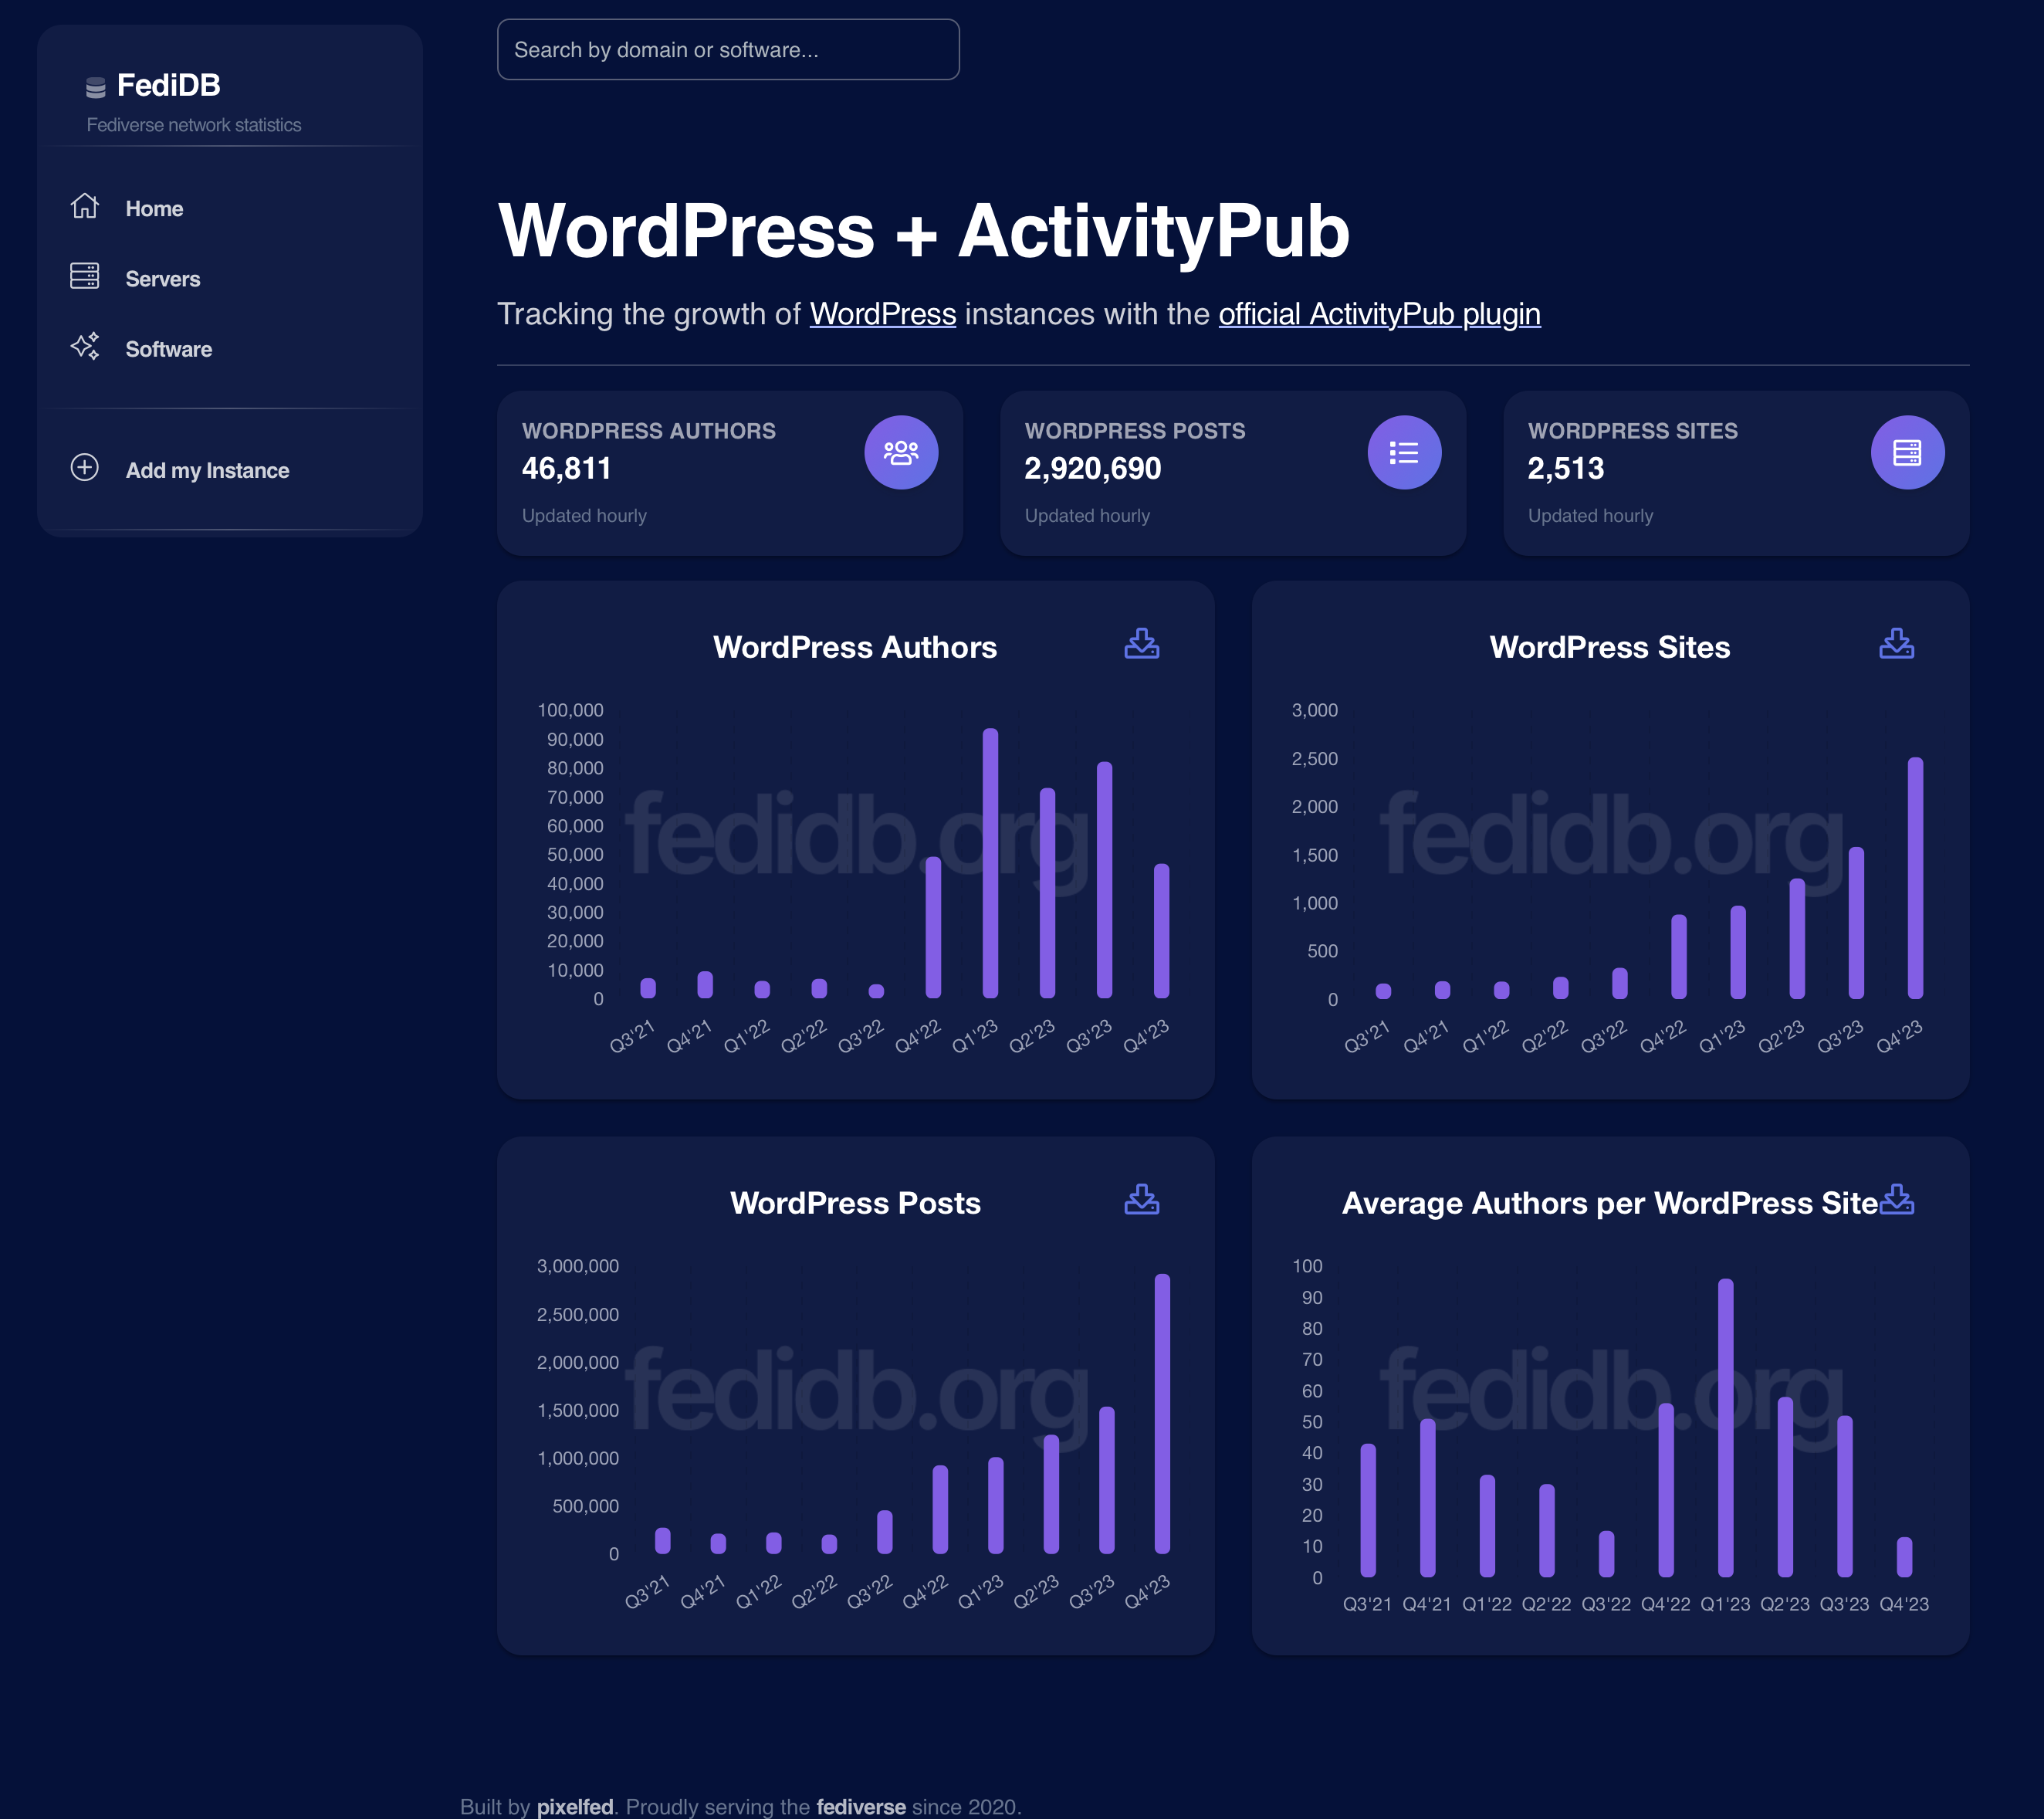 FediDB
Fediverse network statistics
Home
Servers
Software
Add my Instance
Search by domain or software...
WordPress + ActivityPub
Tracking the growth of WordPress instances with the official ActivityPub plugin
WORDPRESS AUTHORS
46,811
Updated hourly
WORDPRESS POSTS
2,920,690
Updated hourly
WORDPRESS SITES
2,513
Updated hourly
WordPress Authors
100,000
90,000
80,000
70,000
60,000
50,000
40,000
30,000
20,000
10,000
0
fedidb.org
Q3'21 Q4'21 Q1'22 Q2'22 Q3'22 Q4'22 Q1'23 Q2'23 Q3'23 Q4'23
WordPress Sites
3,000
2,500
2,000
1,500
1,000
500
0
fedidb.org
Q3'21 Q4'21 Q1'22 Q2'22 Q3'22 Q4'22 Q1'23 Q2'23 Q3'23 Q4'23
WordPress Posts
3,000,000
2,500,000
2,000,000
1,500,000
1,000,000
500,000
0
fedidb.org
Q3'21 Q4'21 Q1'22 Q2'22 Q3'22 Q4'22 Q1'23 Q2'23 Q3'23 Q4'23
Average Authors per WordPress Site
100
90
80
70
60
50
40
30
20
10
0
fedidb.org
Q3'21 Q4'21 Q1'22 Q2'22 Q3'22 Q4'22 Q1'23 Q2'23 Q3'23 Q4'23
Built by pixelfed. Proudly serving the fediverse since 2020.